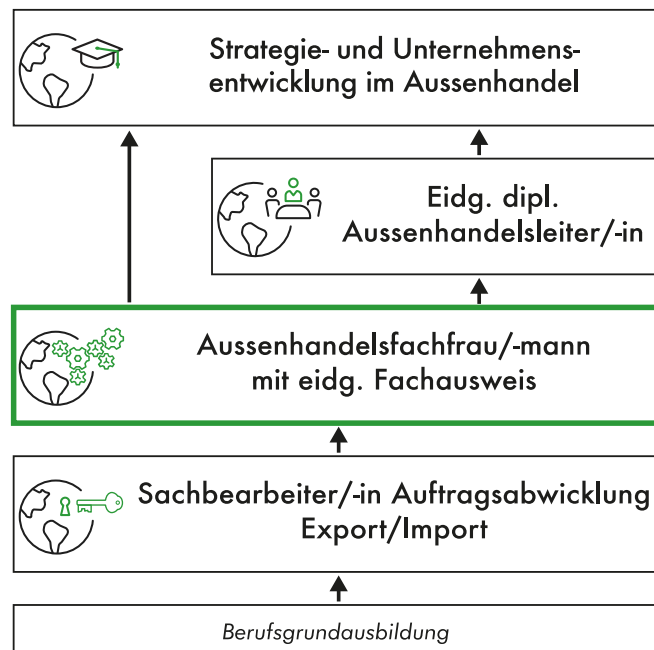 Strategie- und Unternehmens-
entwicklung im Aussenhandel
Eidg. dipl.
Aussenhandelsleiter/-in
Aussenhandelsfachfrau/-mann
mit eidg. Fachausweis
Sachbearbeiter/-in Auftragsabwicklung
Export/Import
Berufsgrundausbildung